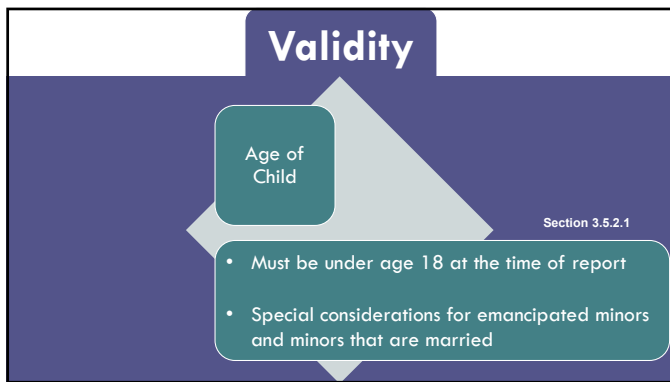 Validity
Age of
Child
Section 3.5.2.1
• Must be under age 18 at the time of report
• Special considerations for emancipated minors
and minors that are married